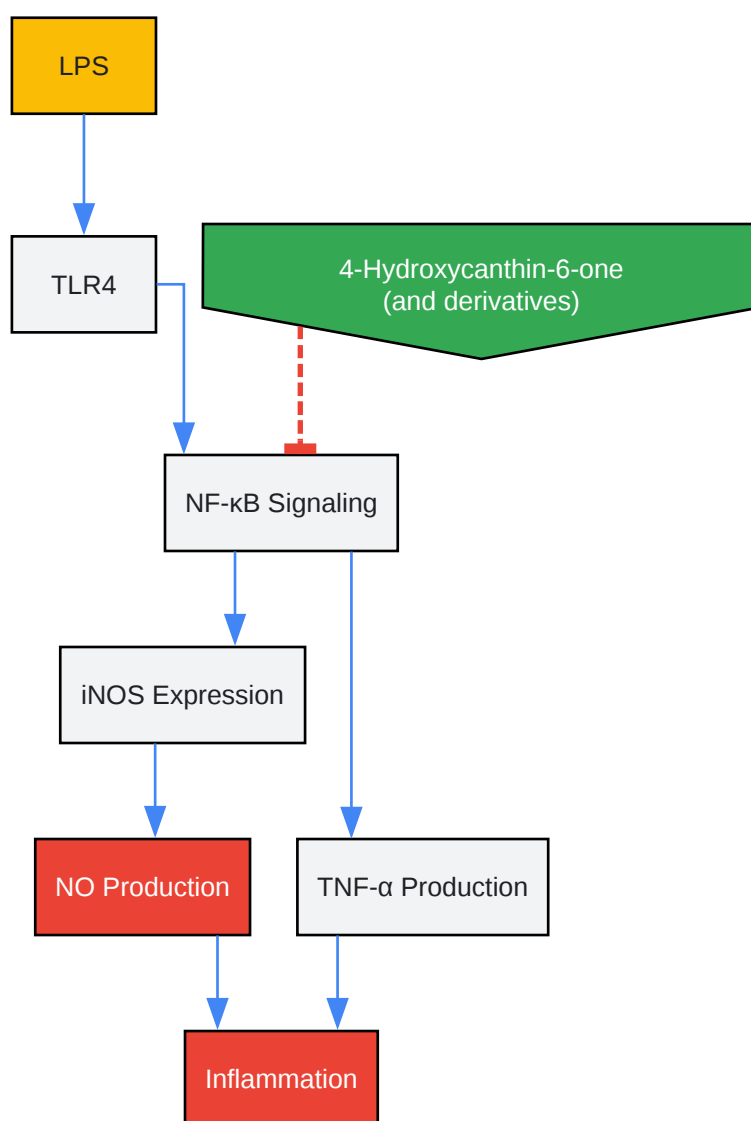 LPS
TLR4
4-Hydroxycanthin-6-one
(and derivatives)
NF-κB Signaling
iNOS Expression
NO Production
TNF-α Production
Inflammation